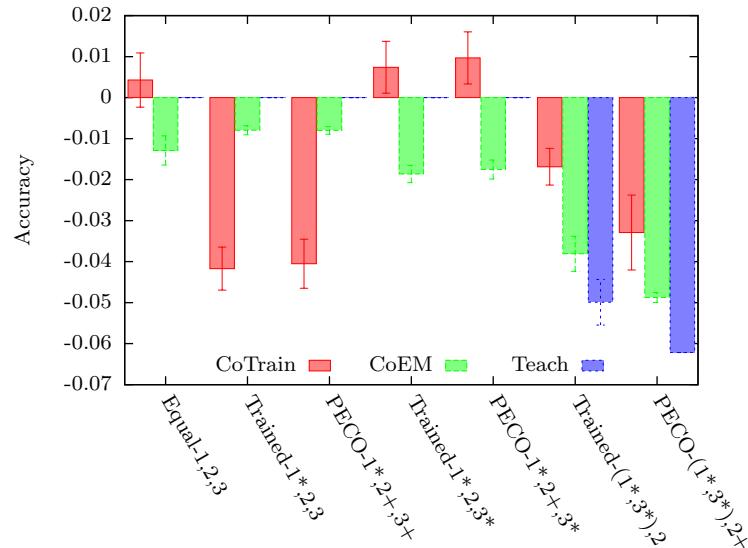 0.02
0.01
0
-0.01
-0.02
-0.03
-0.04
-0.05
-0.06
-0.07
Accuracy
CoTrain
CoEM
Teach
Equal-1,2,3
Trained-1*,2,3
PECO-1*,2+,3+
Trained-1*,2,3*
PECO-1*,2+,3*
Trained-(1*,3*),2
PECO-(1*,3*),2+